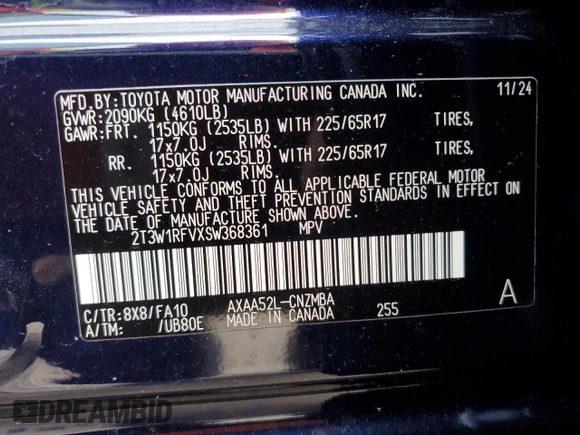 MFD.BY:TOYOTA MOTOR MANUFACTURING CANADA INC. 11/24
GVWR:2090KG (4610LB)
GAWR:FRT. 1150KG (2535LB) WITH 225/65R17 TIRES,
17x7.0J RIMS.
RR. 1150KG (2535LB) WITH 225/65R17 TIRES,
17x7.0J RIMS.
THIS VEHICLE CONFORMS TO ALL APPLICABLE FEDERAL MOTOR
VEHICLE SAFETY AND THEFT PREVENTION STANDARDS IN EFFECT ON
THE DATE OF MANUFACTURE SHOWN ABOVE.
2T3W1RFVXSW368361 MPV
C/TR:8X8/FA10 AXAA52L-CNZMBA 255 A
A/TM: /UB80E MADE IN CANADA
DREAMBID